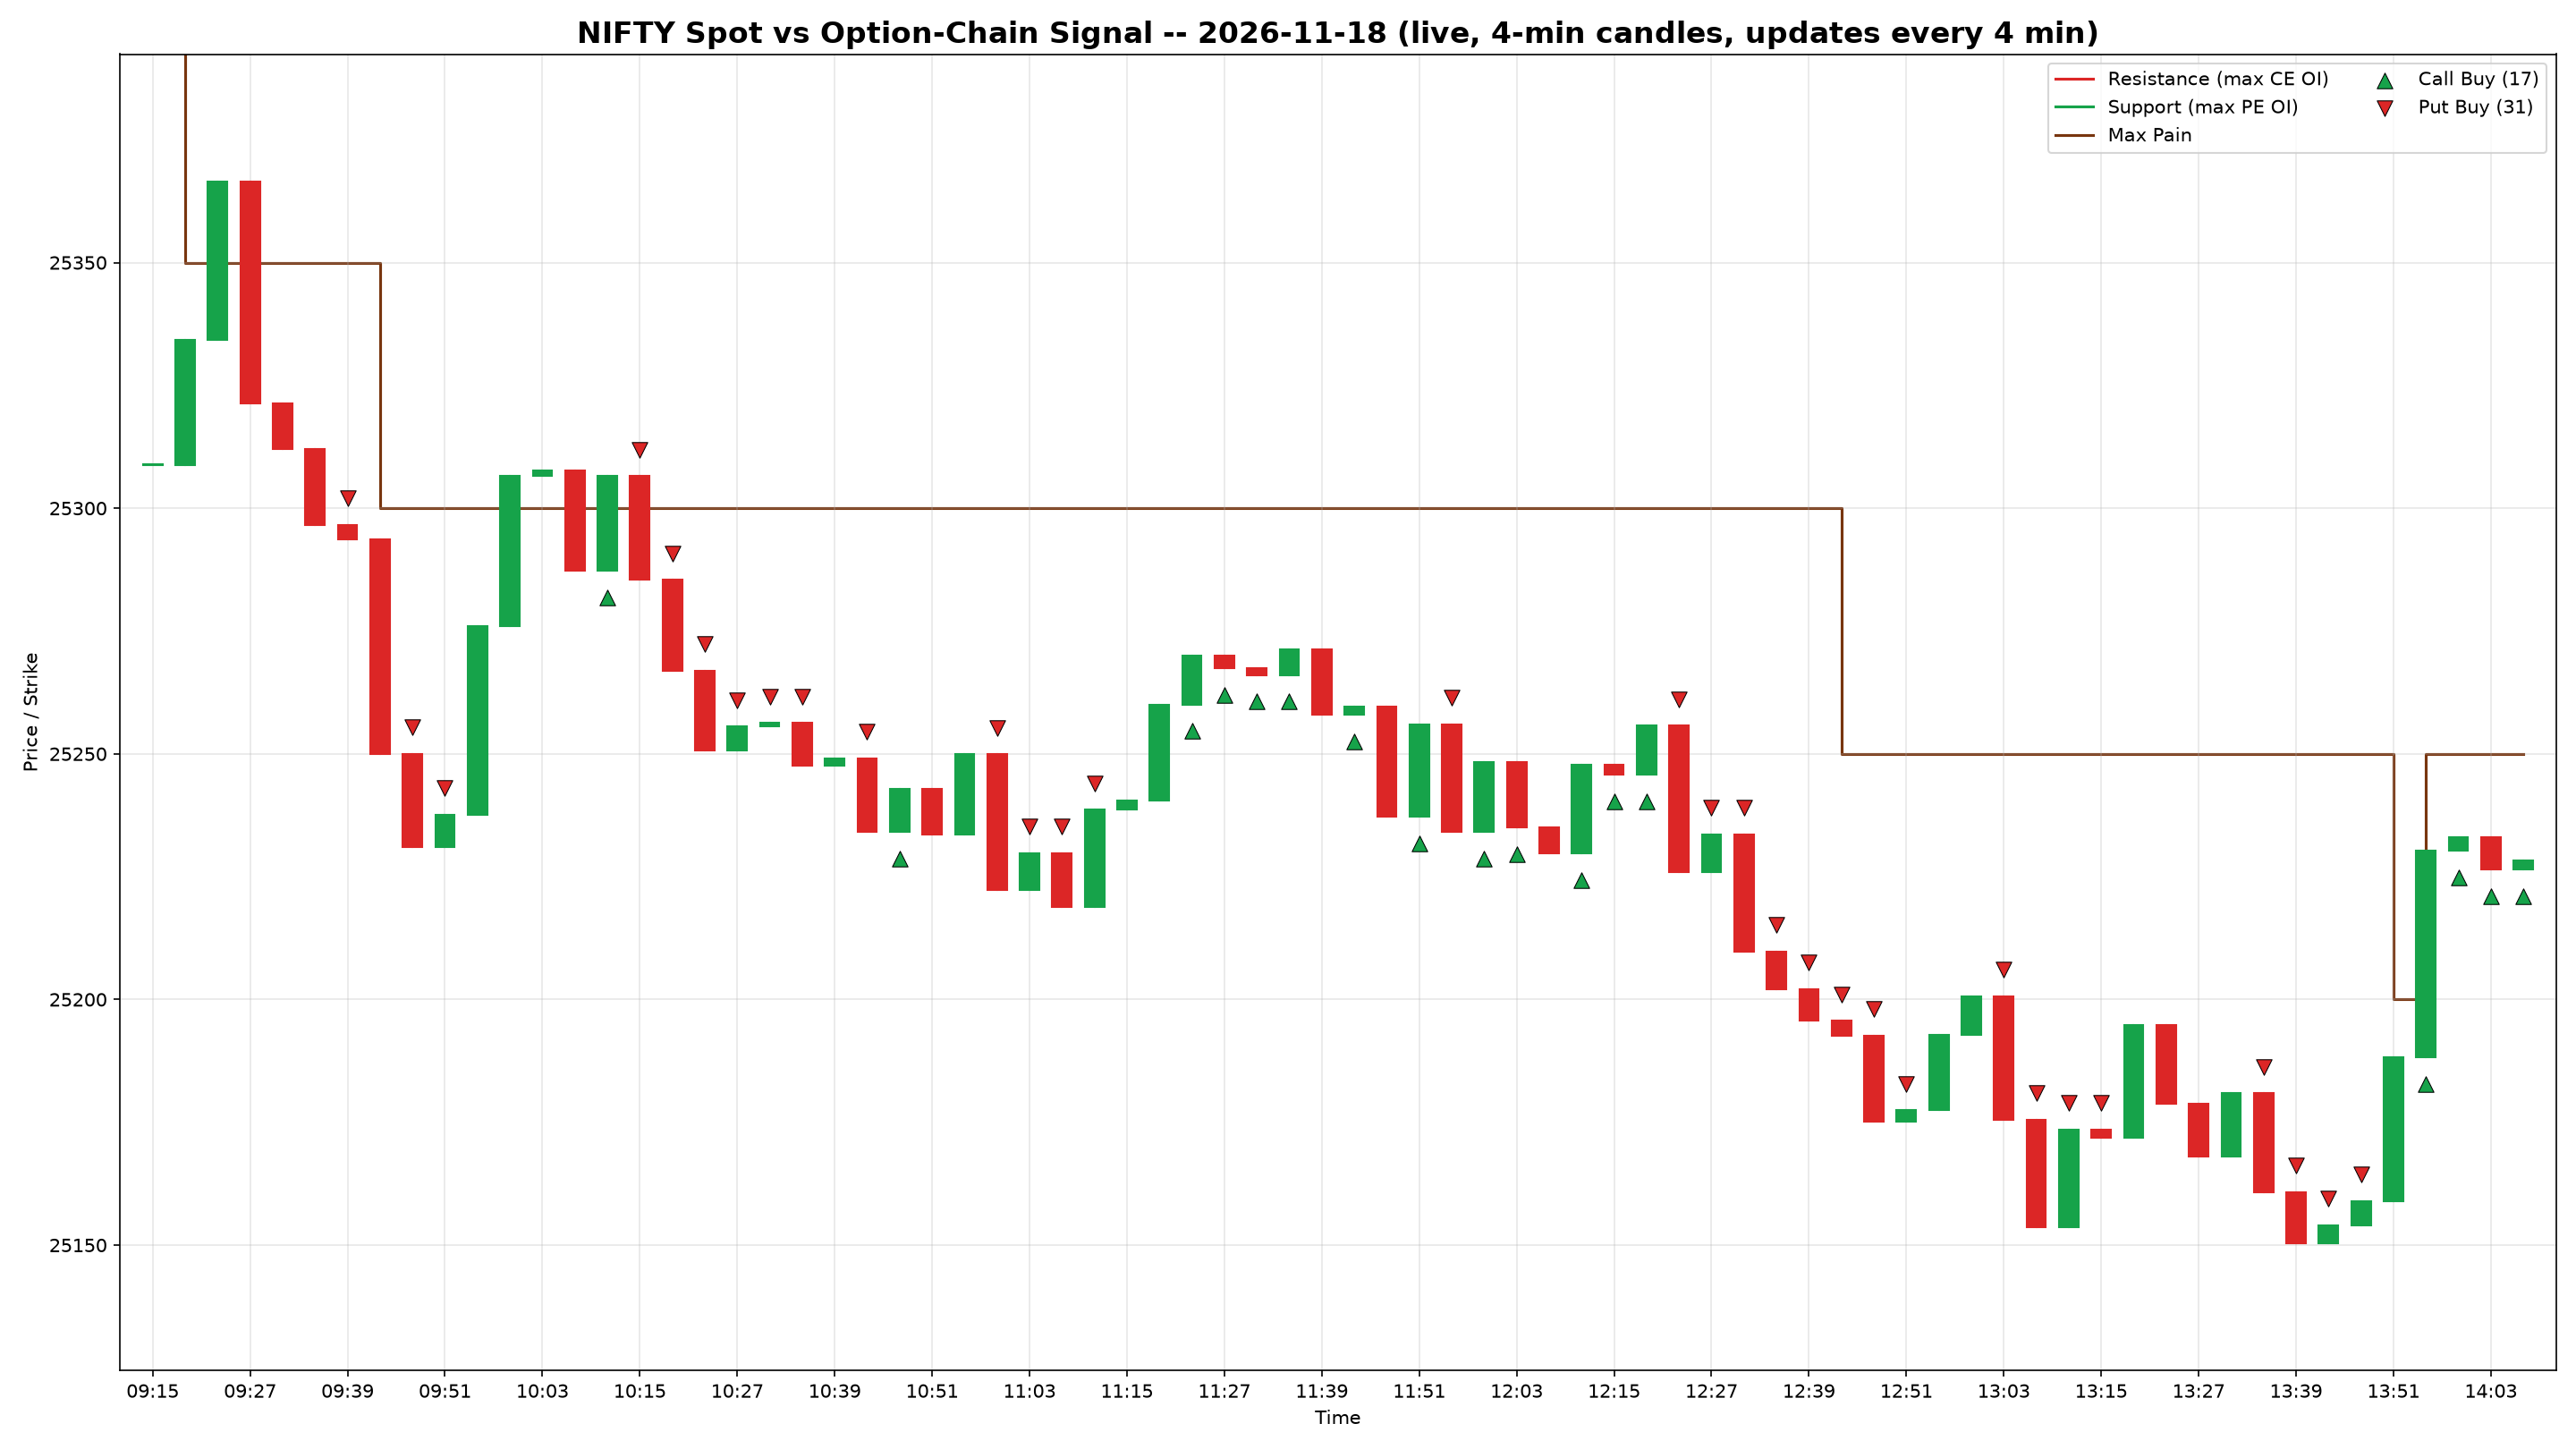 NIFTY Spot vs Option-Chain Signal -- 2026-11-18 (live, 4-min candles, updates every 4 min)
Resistance (max CE OI)
Support (max PE OI)
Max Pain
Call Buy (17)
Put Buy (31)
Price / Strike
25350
25300
25250
25200
25150
09:15 09:27 09:39 09:51 10:03 10:15 10:27 10:39 10:51 11:03 11:15 11:27 11:39 11:51 12:03 12:15 12:27 12:39 12:51 13:03 13:15 13:27 13:39 13:51 14:03
Time